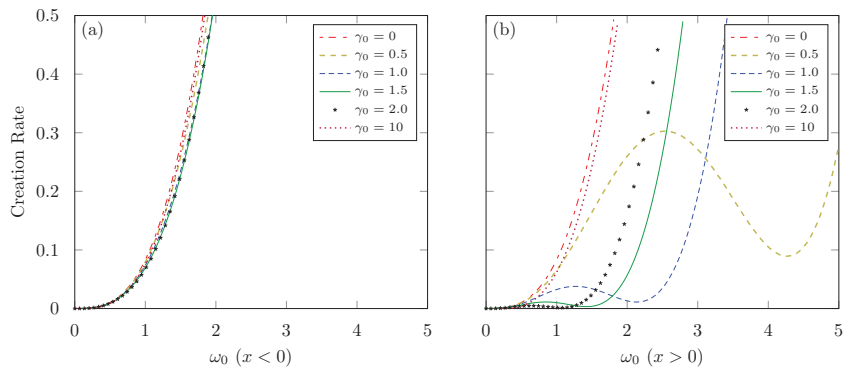 (a)
Creation Rate
0.5
0.4
0.3
0.2
0.1
0
0 1 2 3 4 5
ω₀ (x < 0)
γ₀ = 0
γ₀ = 0.5
γ₀ = 1.0
γ₀ = 1.5
γ₀ = 2.0
γ₀ = 10
(b)
0 1 2 3 4 5
ω₀ (x > 0)
γ₀ = 0
γ₀ = 0.5
γ₀ = 1.0
γ₀ = 1.5
γ₀ = 2.0
γ₀ = 10